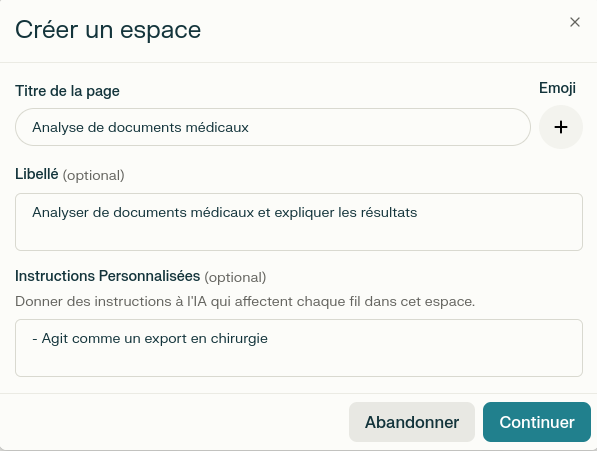 Créer un espace
×
Titre de la page
Emoji
Analyse de documents médicaux
+
Libellé (optional)
Analyser de documents médicaux et expliquer les résultats
Instructions Personnalisées (optional)
Donner des instructions à l'IA qui affectent chaque fil dans cet espace.
- Agit comme un export en chirurgie
Abandonner
Continuer